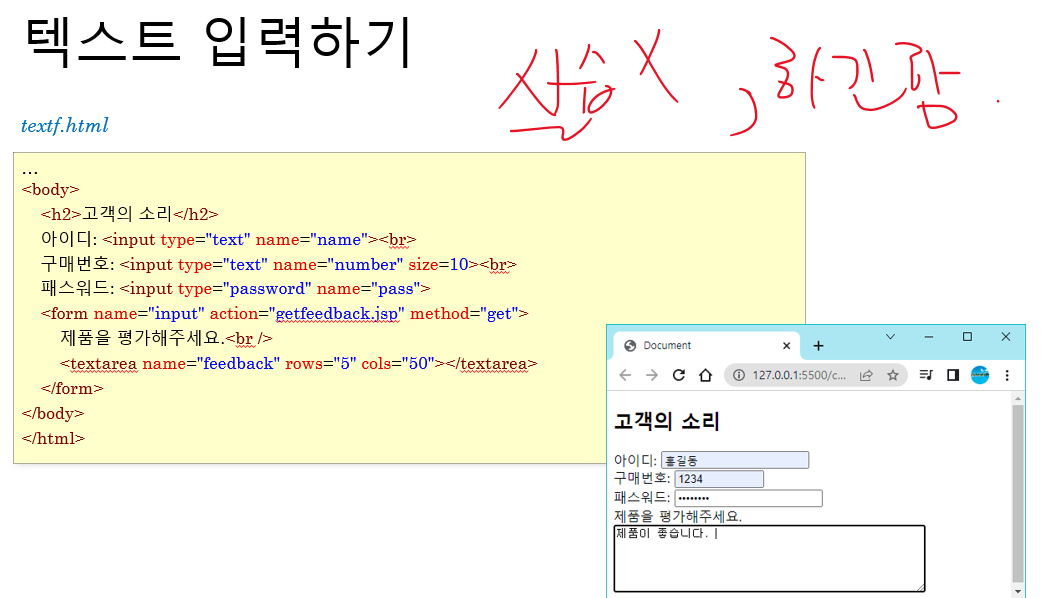 텍스트 입력하기
textf.html
...
<body>
<h2>고객의 소리</h2>
아이디: <input type="text" name="name"><br>
구매번호: <input type="text" name="number" size=10><br>
패스워드: <input type="password" name="pass">
<form name="input" action="getfeedback.jsp" method="get">
제품을 평가해주세요.<br />
<textarea name="feedback" rows="5" cols="50"></textarea>
</form>
</body>
</html>
Document
127.0.0.1:5500/c...
고객의 소리
아이디: 홍길동
구매번호: 1234
패스워드: ••••••••
제품을 평가해주세요.
제품이 좋습니다.